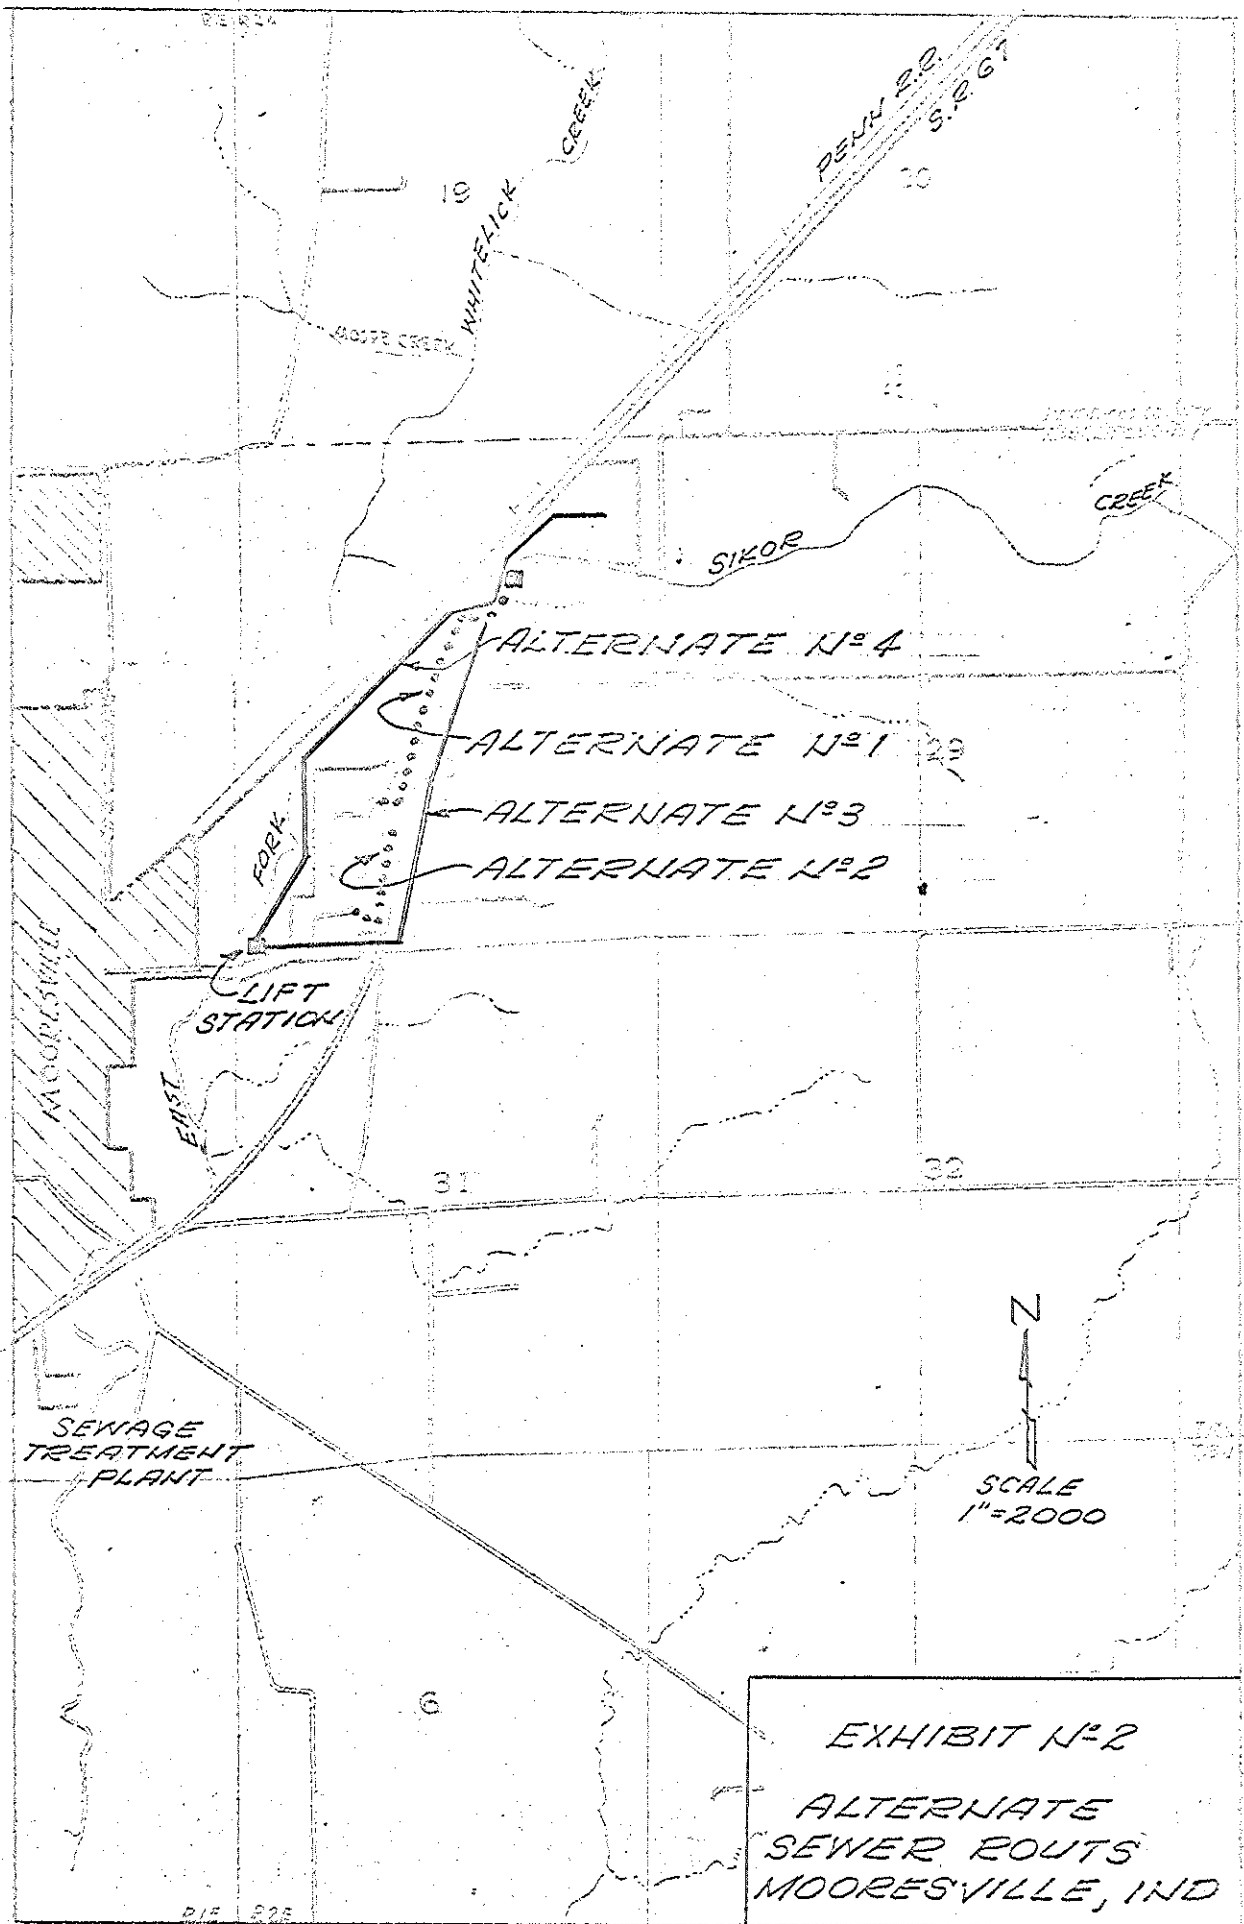 PENN R.R.
S.R. 67
CREEK
WHITELICK
19
MOORE CREEK
CREEK
SIKOR
ALTERNATE Nº 4
ALTERNATE Nº 1
29
ALTERNATE Nº 3
ALTERNATE Nº 2
FORK
MOORESVILLE
LIFT
STATION
EAST
31
32
N
SEWAGE
TREATMENT
PLANT
SCALE
1"=2000
6
EXHIBIT Nº 2
ALTERNATE
SEWER ROUTS
MOORESVILLE, IND
R1E R2E